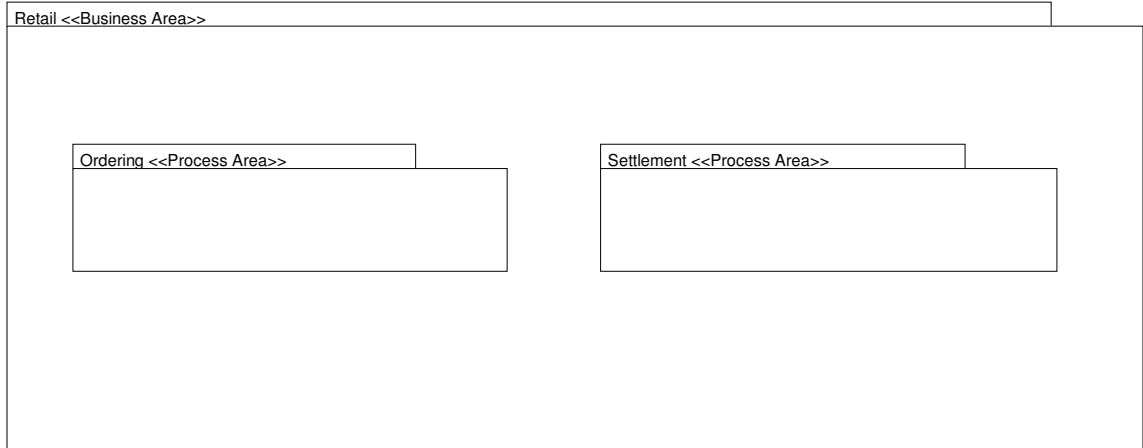 Retail <<Business Area>>
Ordering <<Process Area>>
Settlement <<Process Area>>